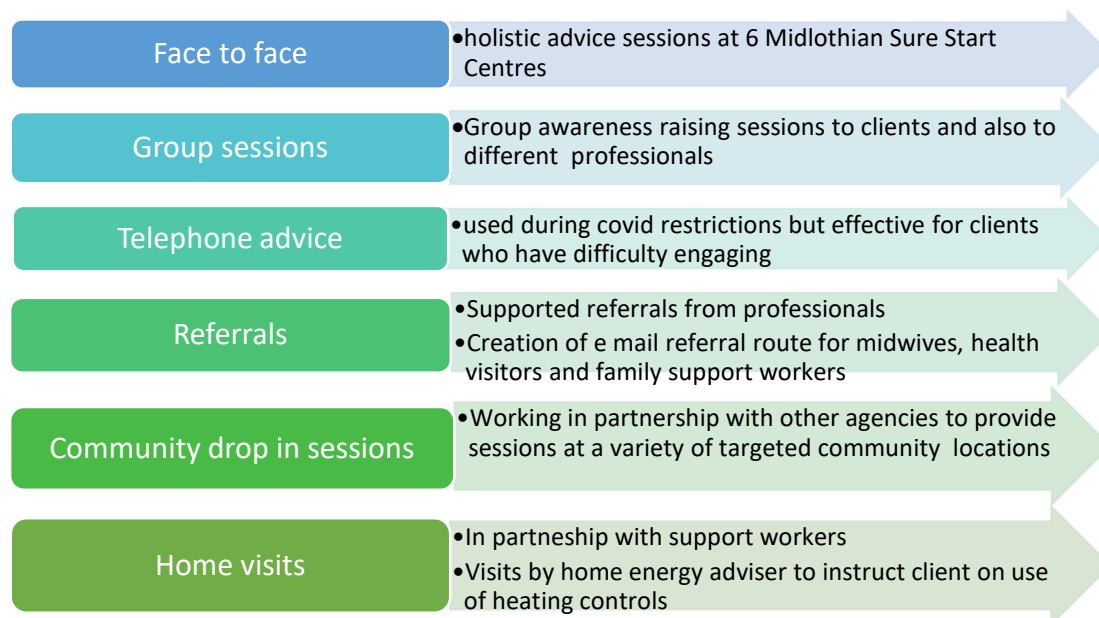 Face to face
•holistic advice sessions at 6 Midlothian Sure Start
Centres
Group sessions
•Group awareness raising sessions to clients and also to
different  professionals
Telephone advice
•used during covid restrictions but effective for clients
who have difficulty engaging
Referrals
•Supported referrals from professionals
•Creation of e mail referral route for midwives, health
visitors and family support workers
Community drop in sessions
•Working in partnership with other agencies to provide
sessions at a variety of targeted community  locations
Home visits
•In partneship with support workers
•Visits by home energy adviser to instruct client on use
of heating controls